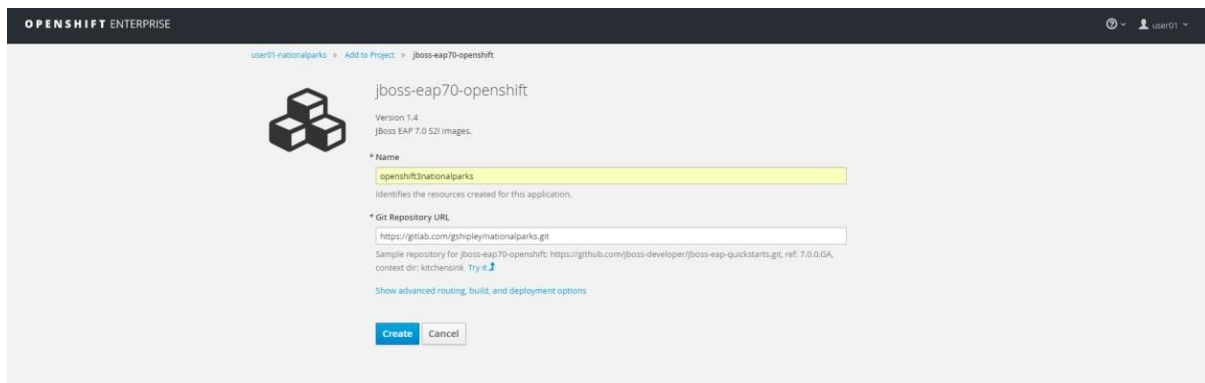 OPENSHIFT ENTERPRISE
user01
user01-nationalparks » Add to Project » jboss-eap70-openshift
jboss-eap70-openshift
Version 1.4
JBoss EAP 7.0 S2I images.
* Name
openshift3nationalparks
Identifies the resources created for this application.
* Git Repository URL
https://gitlab.com/gshipley/nationalparks.git
Sample repository for jboss-eap70-openshift: https://github.com/jboss-developer/jboss-eap-quickstarts.git, ref: 7.0.0.GA,
context dir: kitchensink Try it
Show advanced routing, build, and deployment options
Create Cancel